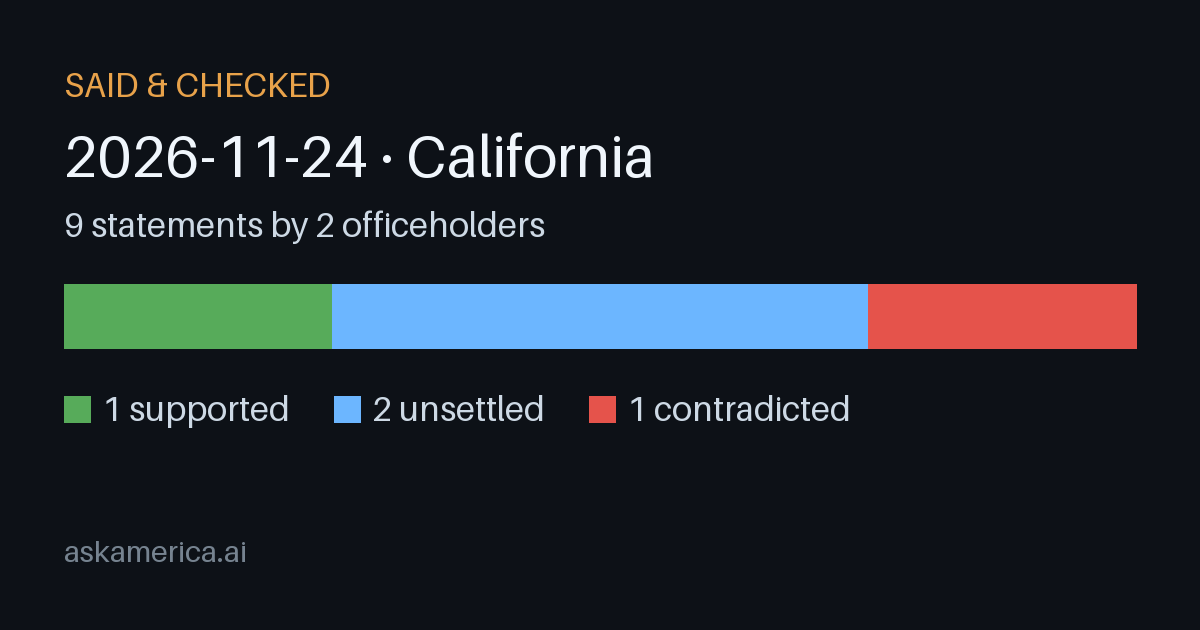 SAID & CHECKED
2026-11-24 · California
9 statements by 2 officeholders
1 supported 2 unsettled 1 contradicted
askamerica.ai